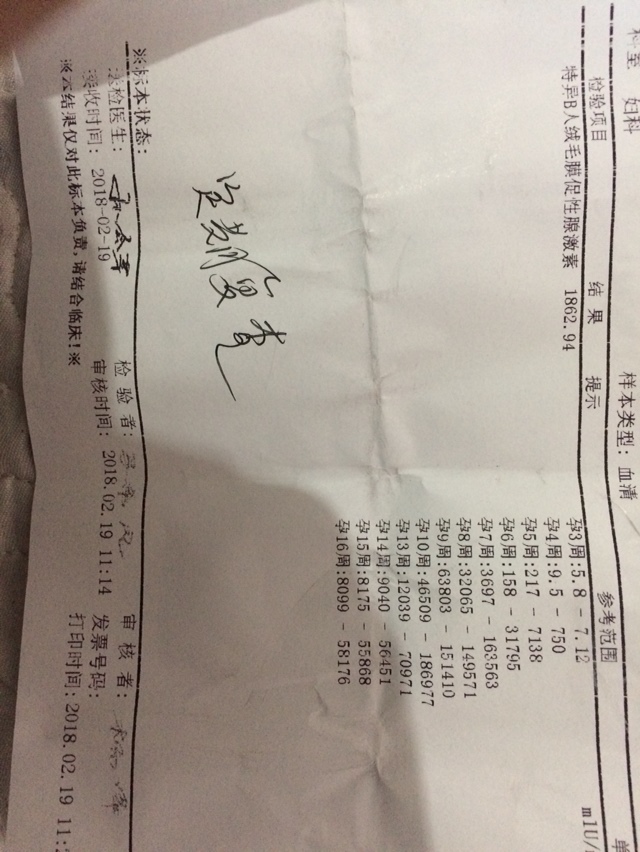 科室 妇科 样本类型: 血清
检验项目 结果 提示 参考范围 单
特异B人绒毛膜促性腺激素 1862.94 孕3周:5.8 - 7.12 mIU/
孕4周:9.5 - 750
孕5周:217 - 7138
孕6周:158 - 31795
孕7周:3697 - 163563
孕8周:32065 - 149571
孕9周:63803 - 151410
孕10周:46509 - 186977
孕13周:12039 - 70971
孕14周:9040 - 56451
孕15周:8175 - 55868
孕16周:8099 - 58176
※标本状态:
送检医生: 检 验 者: 审 核 者:
接收时间: 2018-02-19 审核时间: 2018.02.19 11:14 发票号码:
打印时间: 2018.02.19 11:
结果仅对此标本负责,请结合临床!※